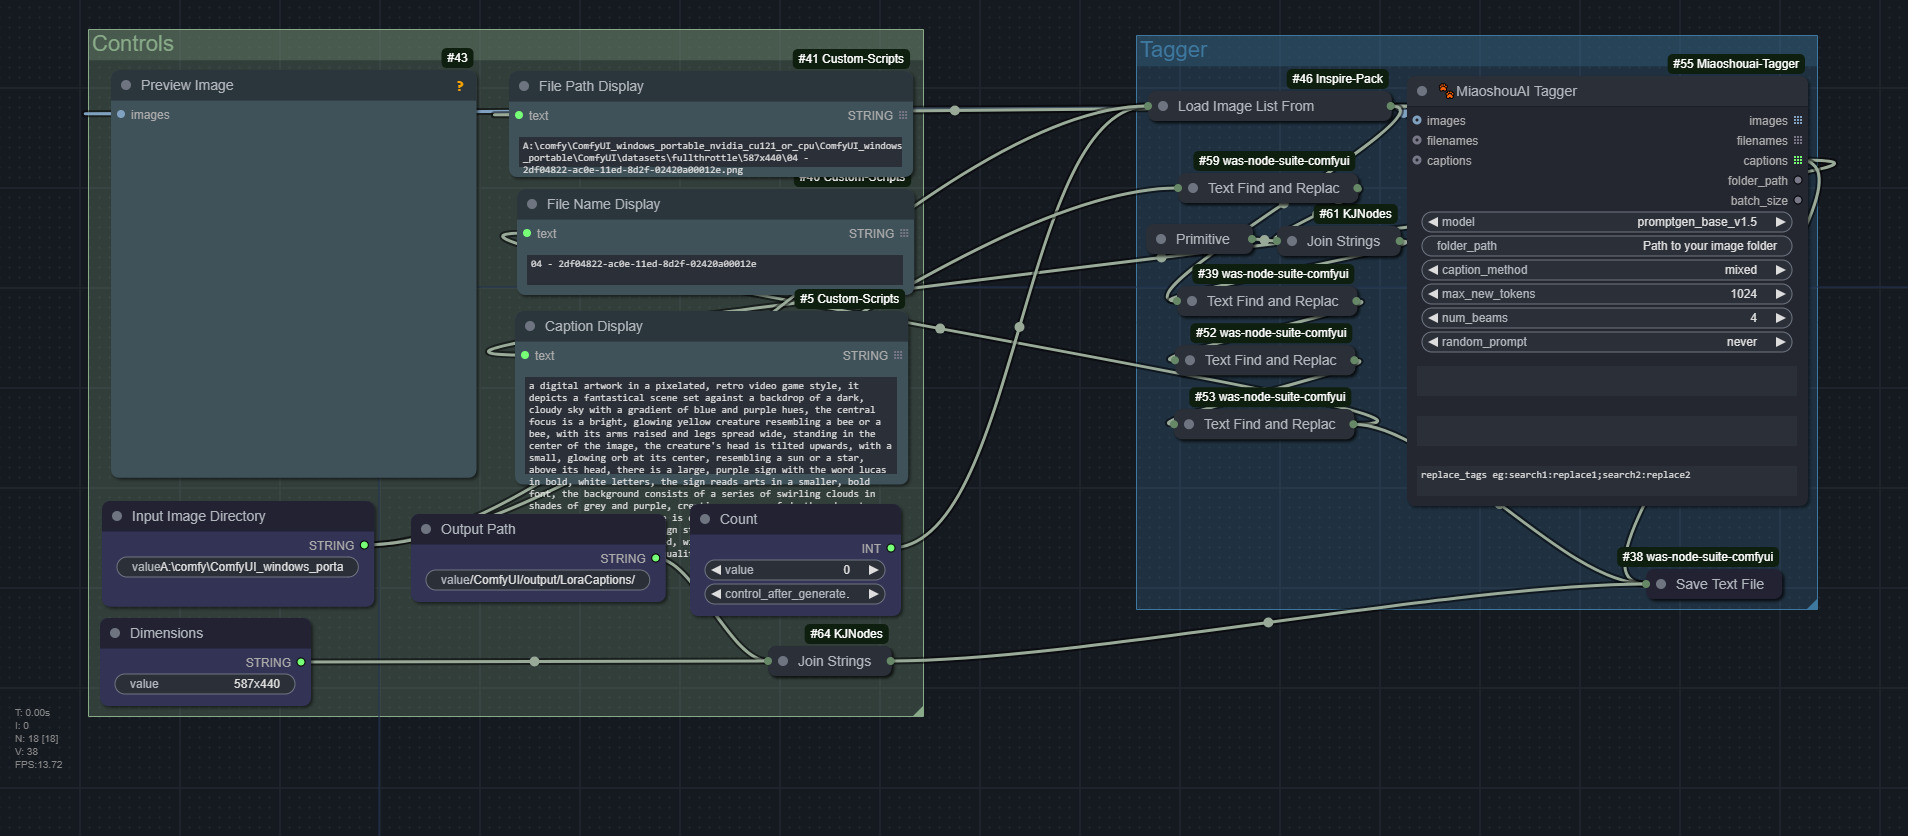 Controls
#43
Preview Image
?
images
#41 Custom-Scripts
File Path Display
text
STRING
A:\comfy\ComfyUI_windows_portable_nvidia_cu121_or_cpu\ComfyUI_windows
_portable\ComfyUI\datasets\fullthrottle\587x440\04 -
2df04822-ac0e-11ed-8d2f-02420a00012e.png
Custom-Scripts
File Name Display
text
STRING
04 - 2df04822-ac0e-11ed-8d2f-02420a00012e
#5 Custom-Scripts
Caption Display
text
STRING
a digital artwork in a pixelated, retro video game style, it
depicts a fantastical scene set against a backdrop of a dark,
cloudy sky with a gradient of blue and purple hues, the central
focus is a bright, glowing yellow creature resembling a bee or a
bee, with its arms raised and legs spread wide, standing in the
center of the image, the creature's head is tilted upwards, with a
small, glowing orb at its center, resembling a sun or a star,
above its head, there is a large, purple sign with the word lucas
in bold, white letters, the sign reads arts in a smaller, bold
font, the background consists of a series of swirling clouds in
shades of grey and purple,
is
Input Image Directory
STRING
valueA:\comfy\ComfyUI_windows_porta
Output Path
STRING
value/ComfyUI/output/LoraCaptions/
Count
INT
value 0
control_after_generate.
Dimensions
STRING
value 587x440
#64 KJNodes
Join Strings
Tagger
#46 Inspire-Pack
Load Image List From
#59 was-node-suite-comfyui
Text Find and Replac
#61 KJNodes
Primitive
Join Strings
#39 was-node-suite-comfyui
Text Find and Replac
#52 was-node-suite-comfyui
Text Find and Replac
#53 was-node-suite-comfyui
Text Find and Replac
#55 Miaoshouai-Tagger
MiaoshouAI Tagger
images images
filenames filenames
captions captions
folder_path
batch_size
model promptgen_base_v1.5
folder_path Path to your image folder
caption_method mixed
max_new_tokens 1024
num_beams 4
random_prompt never
replace_tags eg:search1:replace1;search2:replace2
#38 was-node-suite-comfyui
Save Text File
T: 0.00s
I: 0
N: 18 [18]
V: 38
FPS:13.72